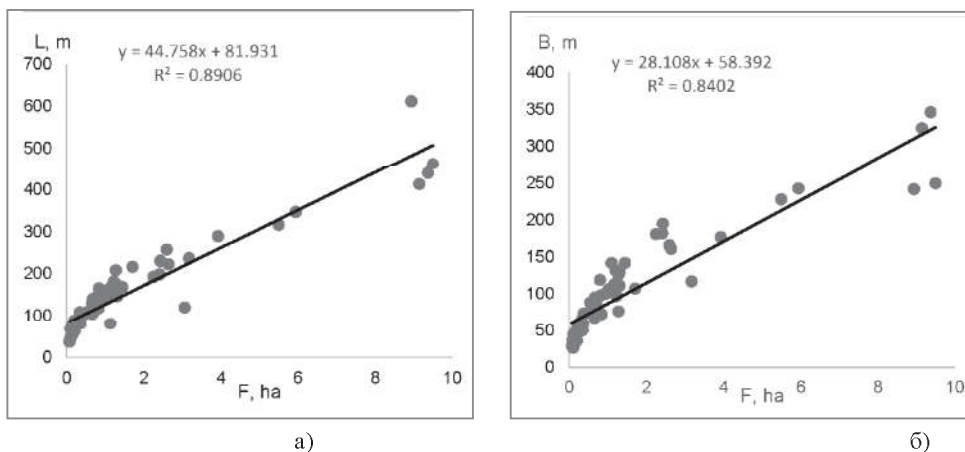 L, m
y = 44.758x + 81.931
R² = 0.8906
700
600
500
400
300
200
100
0
0 2 4 6 8 10
F, ha
а)
B, m
y = 28.108x + 58.392
R² = 0.8402
400
350
300
250
200
150
100
50
0
0 2 4 6 8 10
F, ha
б)